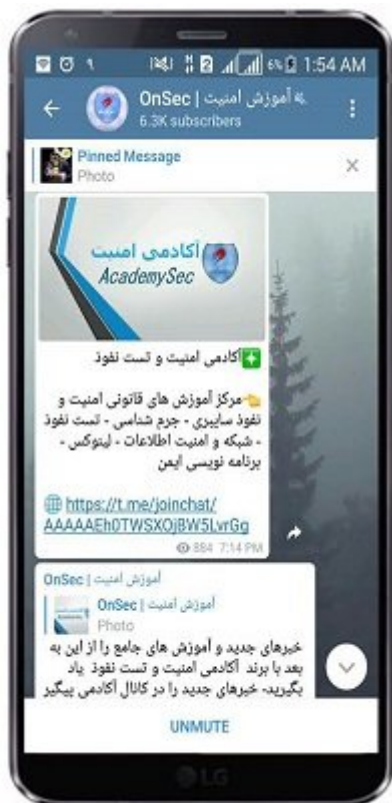 6% 1:54 AM
آموزش امنیت | OnSec
6.3K subscribers
Pinned Message
Photo
آکادمی امنیت
AcademySec
آکادمی امنیت و تست نفوذ
مرکز آموزش های قانونی امنیت و
نفوذ سایبری - جرم شناسی - تست نفوذ
- شبکه و امنیت اطلاعات - لینوکس -
برنامه نویسی ایمن
https://t.me/joinchat/
AAAAAEh0TWSXOjBW5LvrGg
884 7:14 PM
آموزش امنیت | OnSec
آموزش امنیت | OnSec
Photo
خبرهای جدید و آموزش های جامع را از این به
بعد با برند آکادمی امنیت و تست نفوذ یاد
بگیرید- خبرهای جدید را در کانال آکادمی پیگیر
UNMUTE
LG